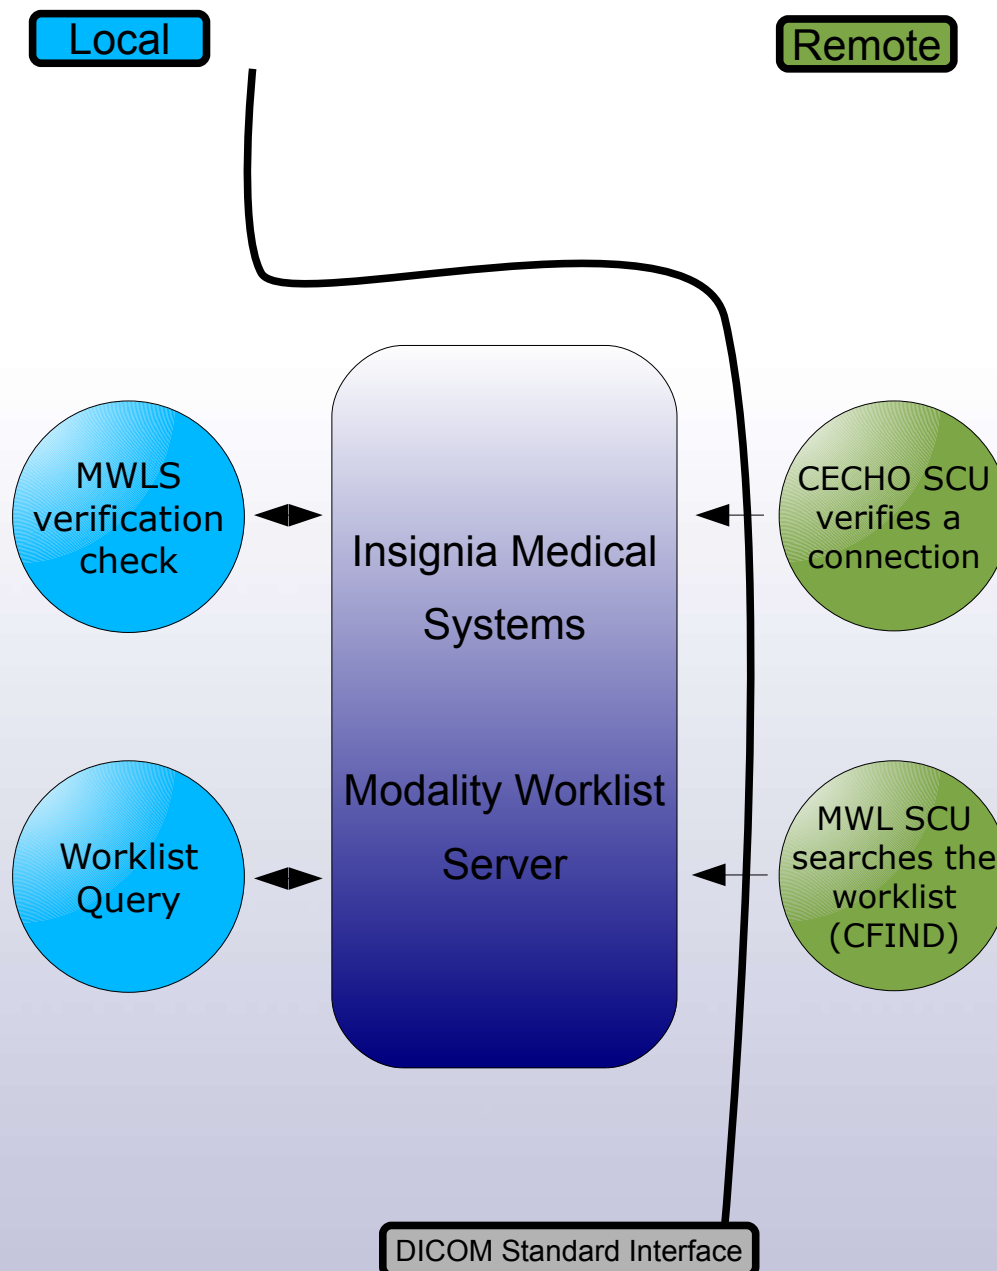 Local
Remote
MWLS
verification
check
Insignia Medical
Systems
CECHO SCU
verifies a
connection
Worklist
Query
Modality Worklist
Server
MWL SCU
searches the
worklist
(CFIND)
DICOM Standard Interface